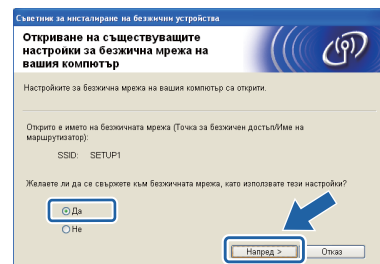 Съветник за инсталиране на безжични устройства
Откриване на съществуващите
настройки за безжична мрежа на
вашия компютър
Настройките за безжична мрежа на вашия компютър са открити.
Открито е името на безжичната мрежа (Точка за безжичен достъп/Име на
маршрутизатор):
SSID: SETUP1
Желаете ли да се свържете към безжичната мрежа, като използвате тези настройки?
Да
Не
Напред >
Отказ